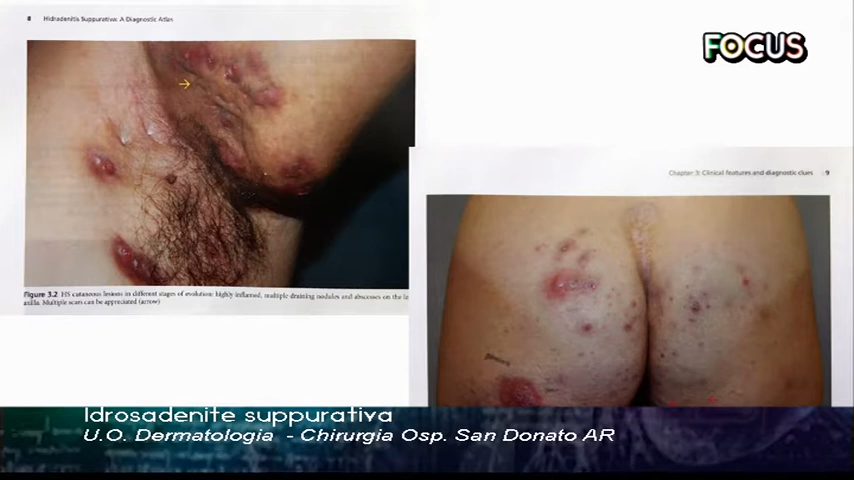 8 Hidradenitis Suppurativa: A Diagnostic Atlas
FOCUS
Chapter 3: Clinical features and diagnostic clues 9
Figure 3.2 HS cutaneous lesions in different stages of evolution: highly inflamed, multiple draining nodules and abscesses on the
axilla. Multiple scars can be appreciated (arrow)
Idrosadenite suppurativa
U.O. Dermatologia - Chirurgia Osp. San Donato AR